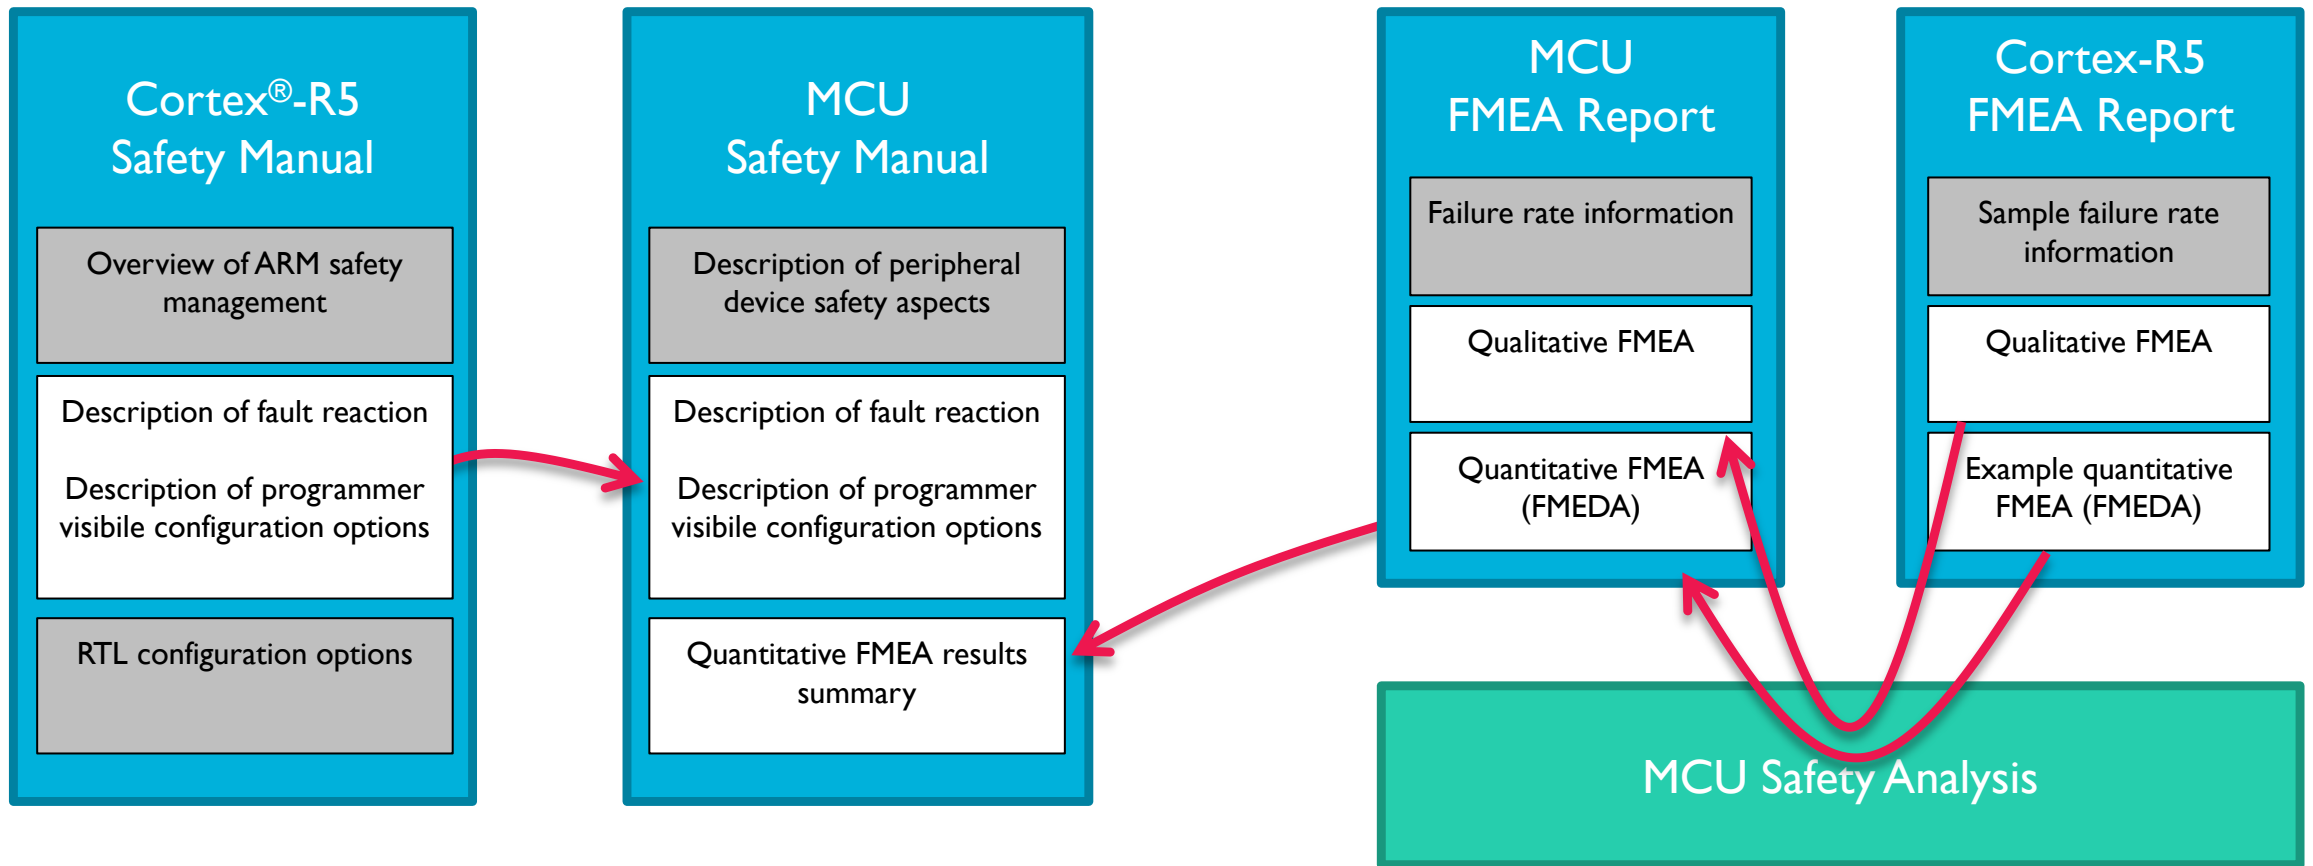 Cortex®-R5
Safety Manual
Overview of ARM safety
management
Description of fault reaction
Description of programmer
visibile configuration options
RTL configuration options
MCU
Safety Manual
Description of peripheral
device safety aspects
Description of fault reaction
Description of programmer
visibile configuration options
Quantitative FMEA results
summary
MCU
FMEA Report
Failure rate information
Qualitative FMEA
Quantitative FMEA
(FMEDA)
Cortex-R5
FMEA Report
Sample failure rate
information
Qualitative FMEA
Example quantitative
FMEA (FMEDA)
MCU Safety Analysis